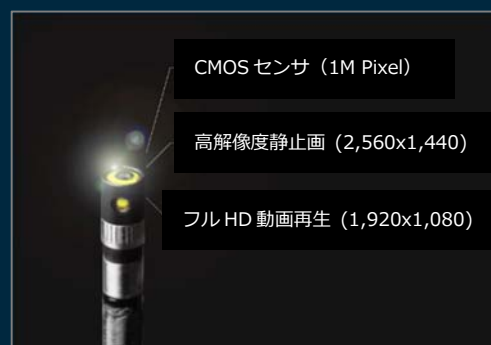 CMOS センサ（1M Pixel）
高解像度静止画 (2,560x1,440)
フル HD 動画再生 (1,920x1,080)